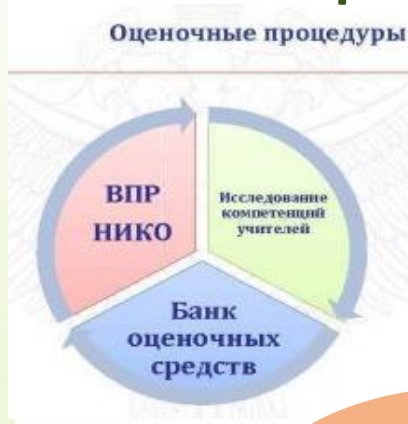 Оценочные процедуры
ВПР
НИКО
Исследование
компетенций
учителей
Банк
оценочных
средств